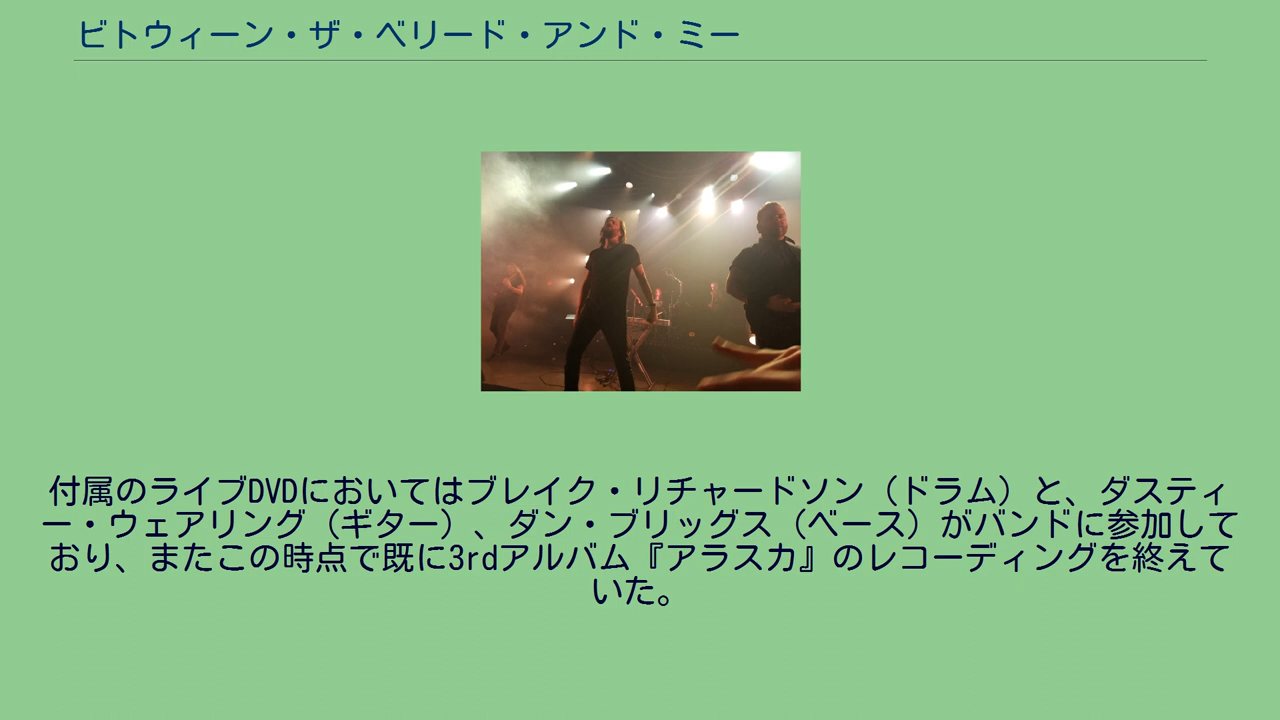 ビトウィーン・ザ・ベリード・アンド・ミー
付属のライブDVDにおいてはブレイク・リチャードソン（ドラム）と、ダスティ
ー・ウェアリング（ギター）、ダン・ブリッグス（ベース）がバンドに参加して
おり、またこの時点で既に3rdアルバム『アラスカ』のレコーディングを終えて
いた。